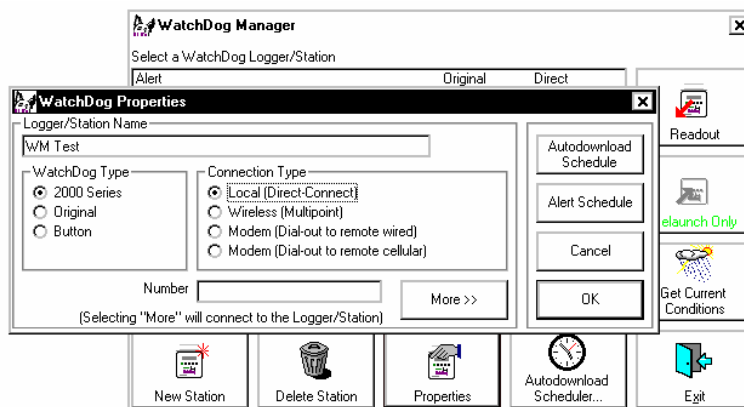 WatchDog Manager
Select a WatchDog Logger/Station
Alert Original Direct
WatchDog Properties
Logger/Station Name
WM Test
WatchDog Type
2000 Series
Original
Button
Connection Type
Local (Direct-Connect)
Wireless (Multipoint)
Modem (Dial-out to remote wired)
Modem (Dial-out to remote cellular)
Number
More >>
(Selecting "More" will connect to the Logger/Station)
Autodownload
Schedule
Alert Schedule
Cancel
OK
Readout
elaunch Only
Get Current
Conditions
New Station
Delete Station
Properties
Autodownload
Scheduler...
Exit